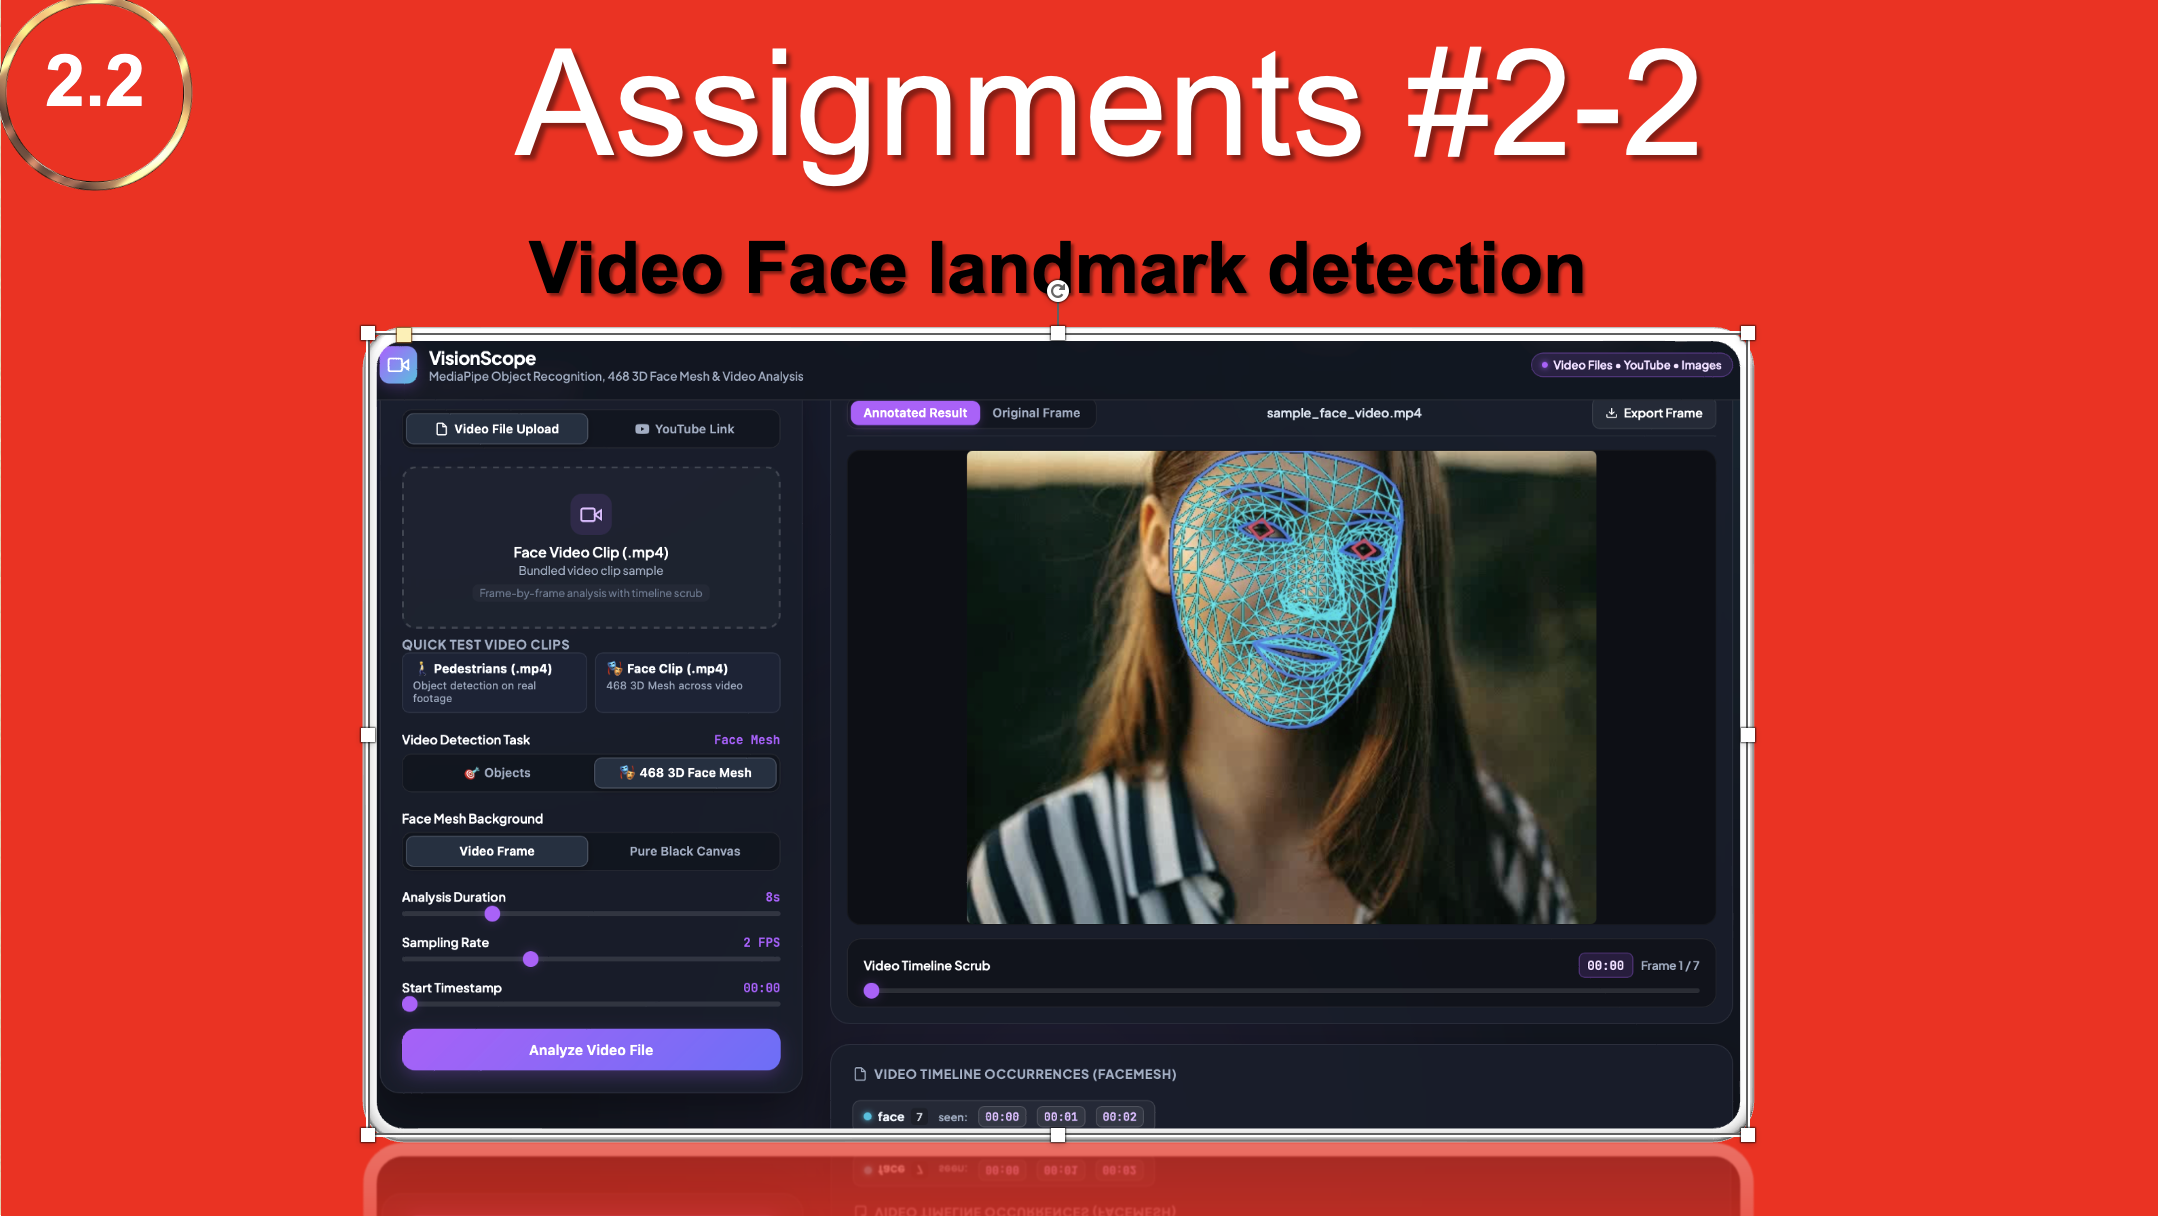 2.2
Assignments #2-2
Video Face landmark detection
VisionScope
MediaPipe Object Recognition, 468 3D Face Mesh & Video Analysis
Video Files • YouTube • Images
Video File Upload
YouTube Link
Face Video Clip (.mp4)
Bundled video clip sample
Frame-by-frame analysis with timeline scrub
QUICK TEST VIDEO CLIPS
Pedestrians (.mp4)
Object detection on real
footage
Face Clip (.mp4)
468 3D Mesh across video
Video Detection Task
Face Mesh
Objects
468 3D Face Mesh
Face Mesh Background
Video Frame
Pure Black Canvas
Analysis Duration
8s
Sampling Rate
2 FPS
Start Timestamp
00:00
Analyze Video File
Annotated Result
Original Frame
sample_face_video.mp4
Export Frame
Video Timeline Scrub
00:00
Frame 1 / 7
VIDEO TIMELINE OCCURRENCES (FACEMESH)
face 7 seen: 00:00 00:01 00:02